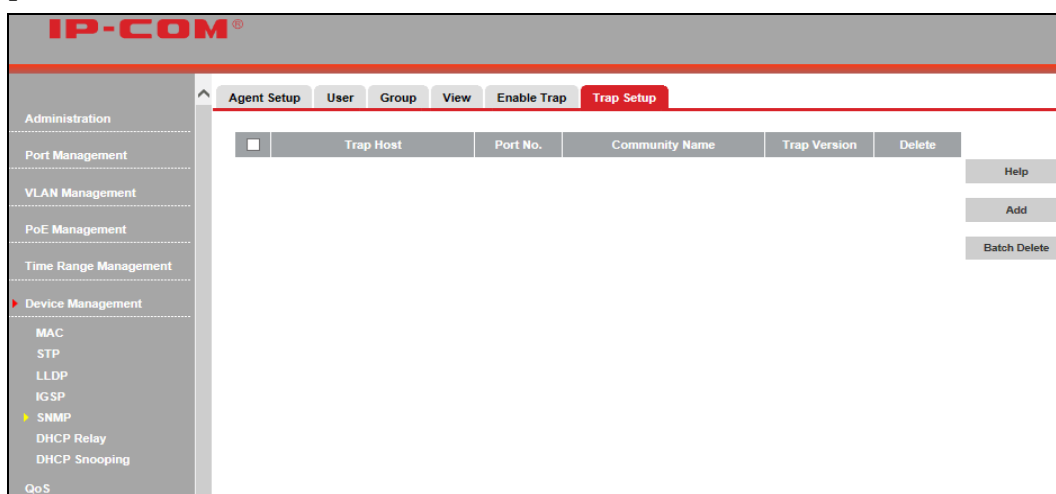 IP-COM®
Agent Setup User Group View Enable Trap Trap Setup
Administration
Port Management
VLAN Management
PoE Management
Time Range Management
Device Management
MAC
STP
LLDP
IGSP
SNMP
DHCP Relay
DHCP Snooping
QoS
Trap Host Port No. Community Name Trap Version Delete
Help
Add
Batch Delete